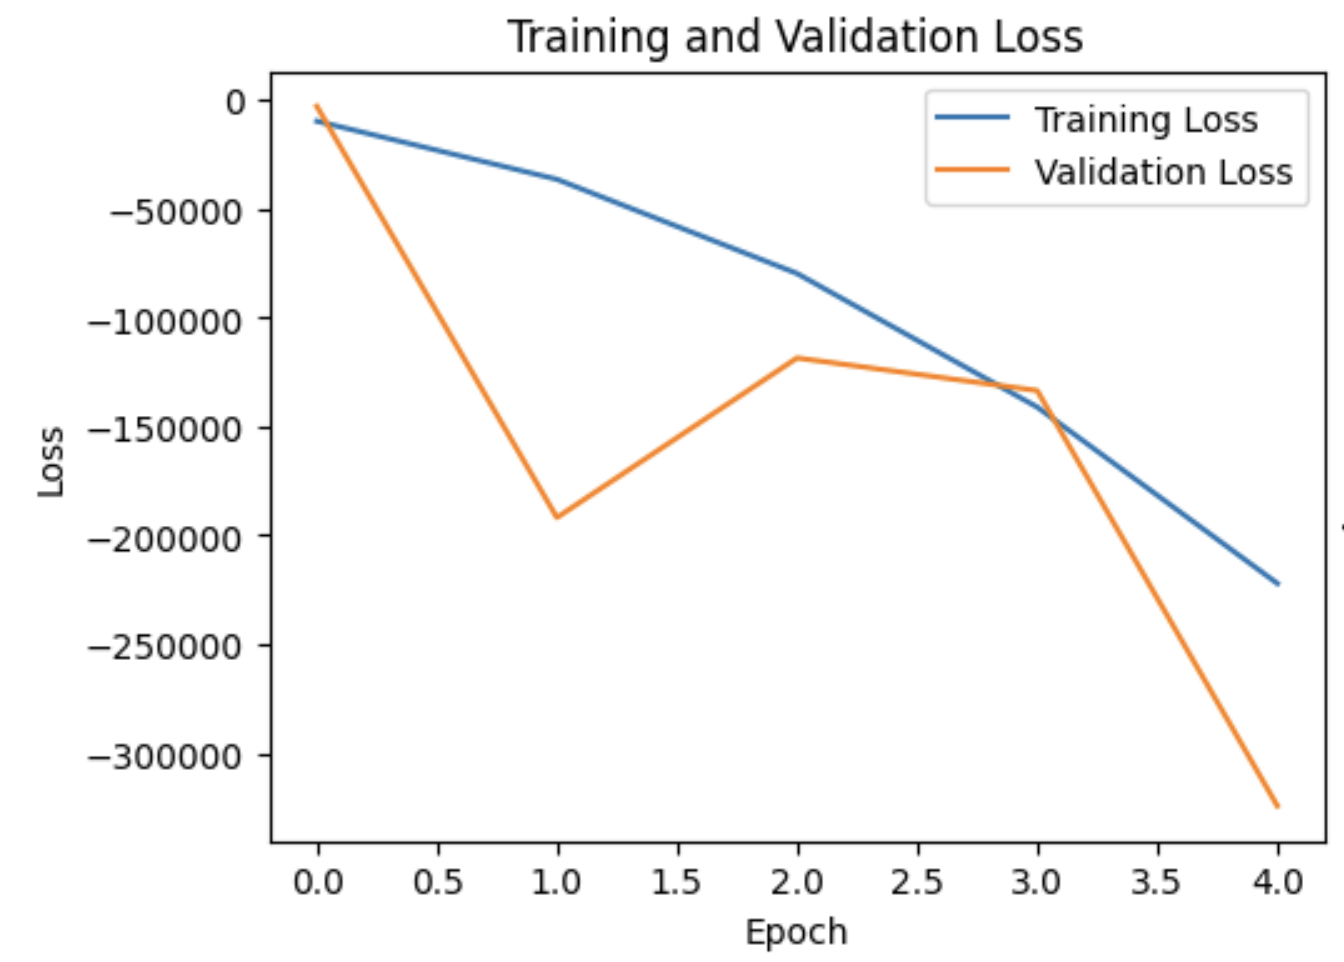 Training and Validation Loss
Training Loss
Validation Loss
0
−50000
−100000
−150000
−200000
−250000
−300000
Loss
0.0 0.5 1.0 1.5 2.0 2.5 3.0 3.5 4.0
Epoch